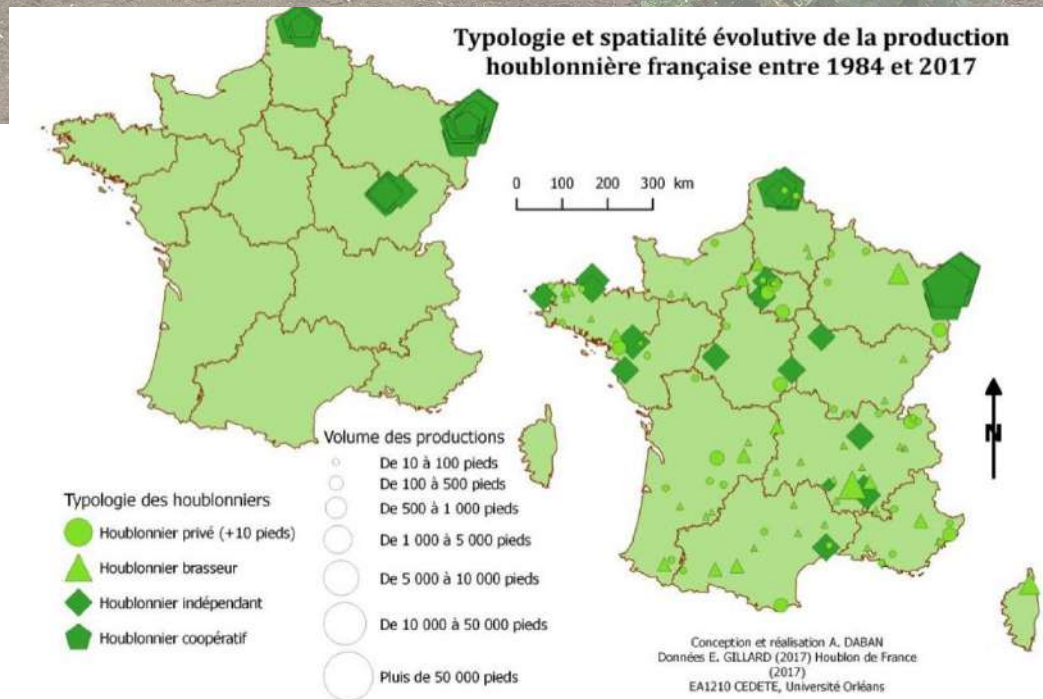 Typologie et spatialité évolutive de la production
houblonnière française entre 1984 et 2017
0 100 200 300 km
N
Volume des productions
De 10 à 100 pieds
De 100 à 500 pieds
De 500 à 1 000 pieds
De 1 000 à 5 000 pieds
De 5 000 à 10 000 pieds
De 10 000 à 50 000 pieds
Pluis de 50 000 pieds
Typologie des houblonniers
Houblonnier privé (+10 pieds)
Houblonnier brasseur
Houblonnier indépendant
Houblonnier coopératif
Conception et réalisation A. DABAN
Données E. GILLARD (2017) Houblon de France
(2017)
EA1210 CEDETE, Université Orléans